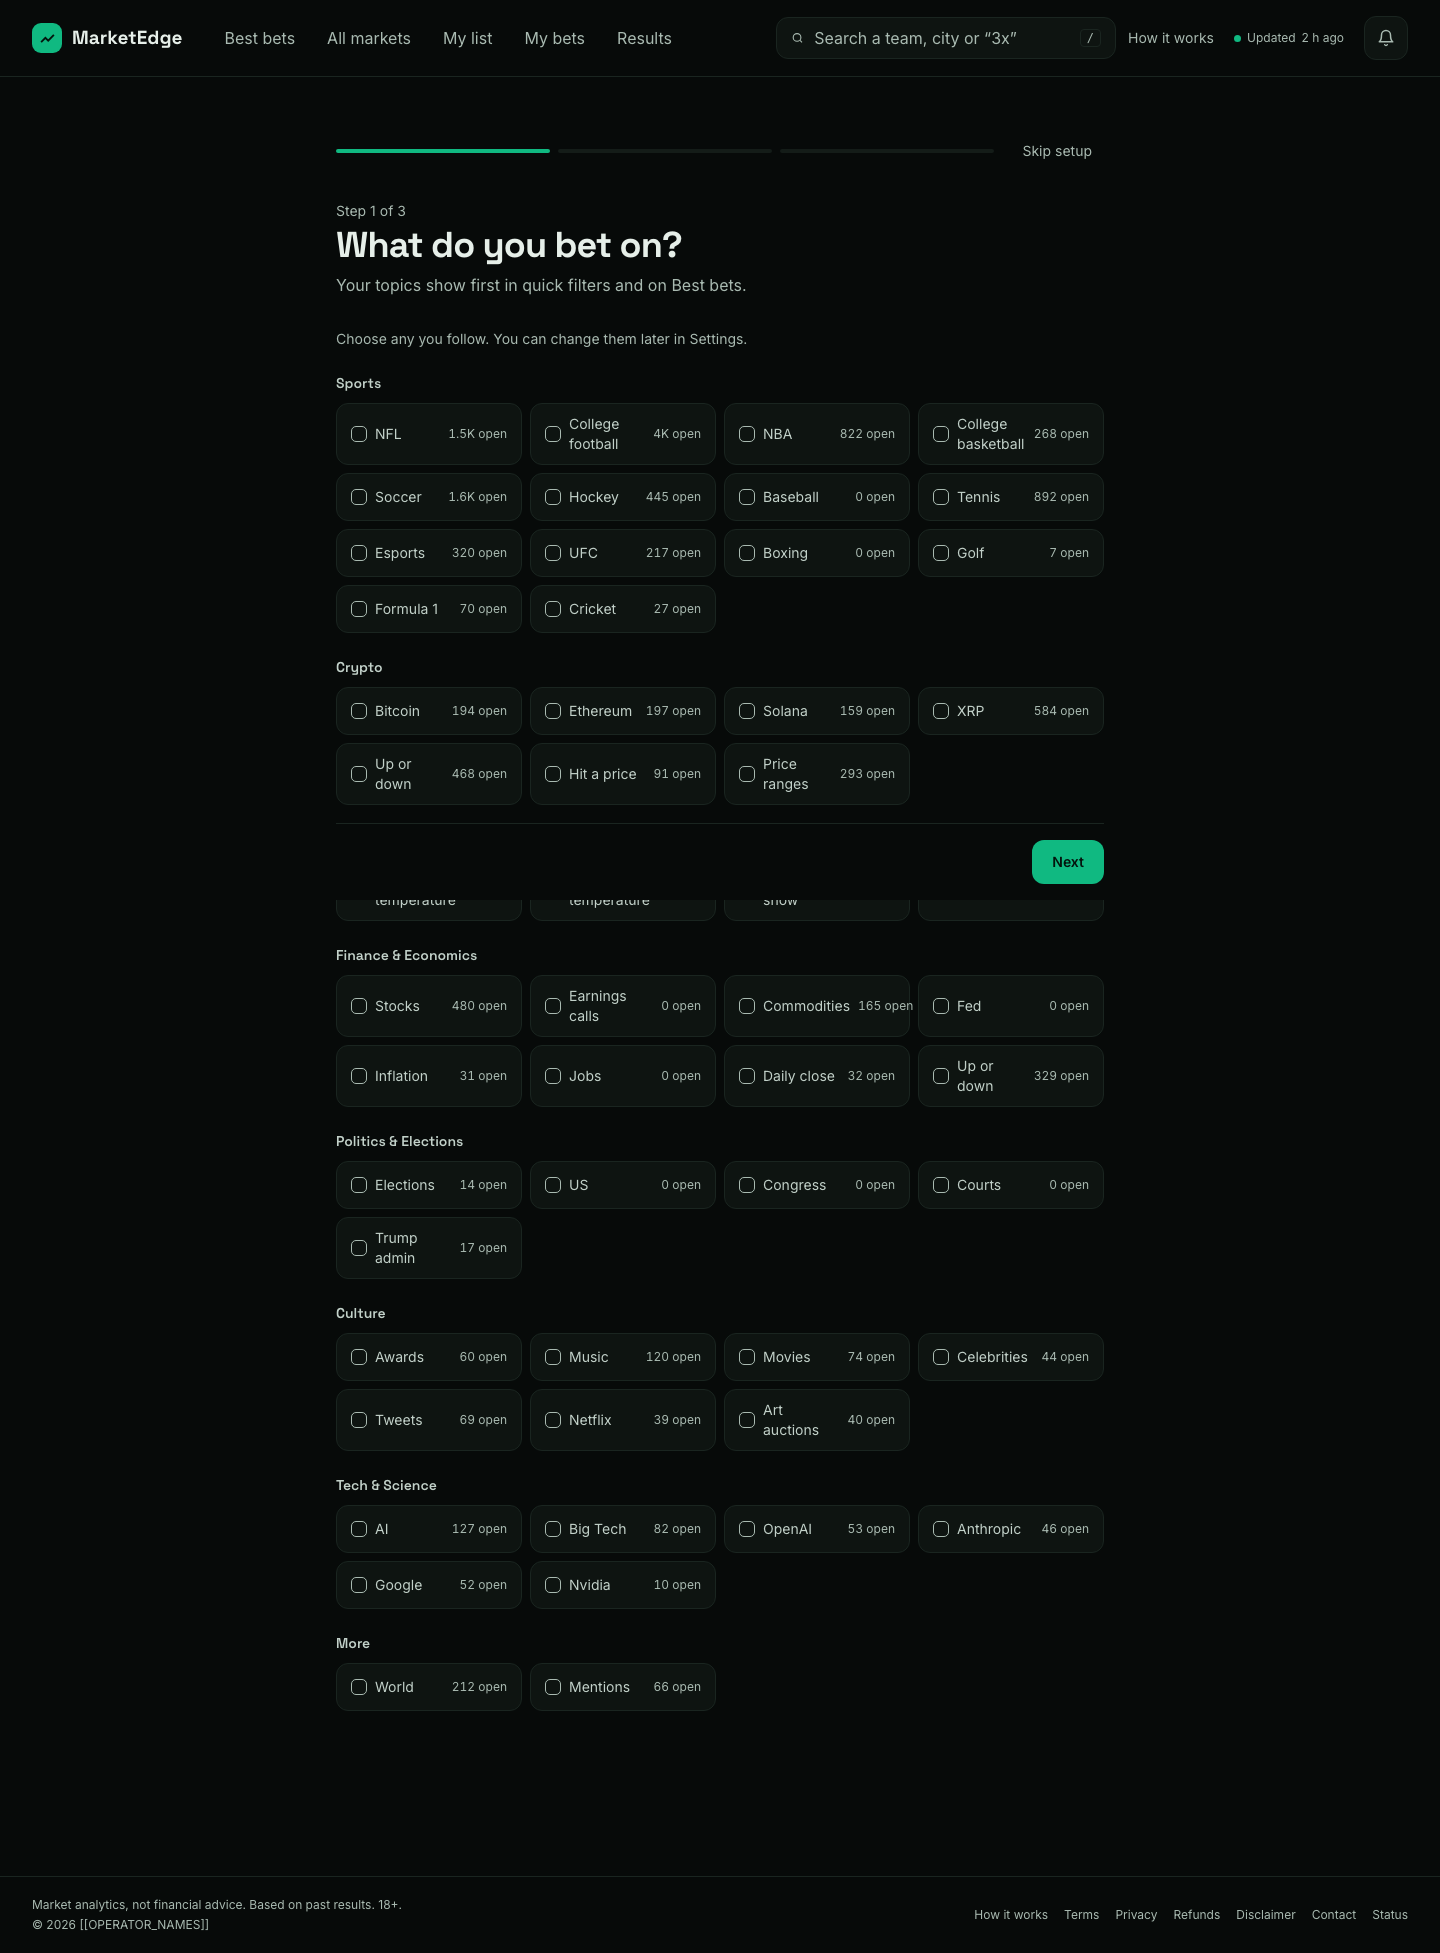 MarketEdge
Best bets
All markets
My list
My bets
Results
Search a team, city or “3x”
/
How it works
Updated 2 h ago
Skip setup
Step 1 of 3
What do you bet on?
Your topics show first in quick filters and on Best bets.
Choose any you follow. You can change them later in Settings.
Sports
NFL 1.5K open
College football 4K open
NBA 822 open
College basketball 268 open
Soccer 1.6K open
Hockey 445 open
Baseball 0 open
Tennis 892 open
Esports 320 open
UFC 217 open
Boxing 0 open
Golf 7 open
Formula 1 70 open
Cricket 27 open
Crypto
Bitcoin 194 open
Ethereum 197 open
Solana 159 open
XRP 584 open
Up or down 468 open
Hit a price 91 open
Price ranges 293 open
Next
temperature
temperature
show
Finance & Economics
Stocks 480 open
Earnings calls 0 open
Commodities 165 open
Fed 0 open
Inflation 31 open
Jobs 0 open
Daily close 32 open
Up or down 329 open
Politics & Elections
Elections 14 open
US 0 open
Congress 0 open
Courts 0 open
Trump admin 17 open
Culture
Awards 60 open
Music 120 open
Movies 74 open
Celebrities 44 open
Tweets 69 open
Netflix 39 open
Art auctions 40 open
Tech & Science
AI 127 open
Big Tech 82 open
OpenAI 53 open
Anthropic 46 open
Google 52 open
Nvidia 10 open
More
World 212 open
Mentions 66 open
Market analytics, not financial advice. Based on past results. 18+.
© 2026 [[OPERATOR_NAMES]]
How it works
Terms
Privacy
Refunds
Disclaimer
Contact
Status